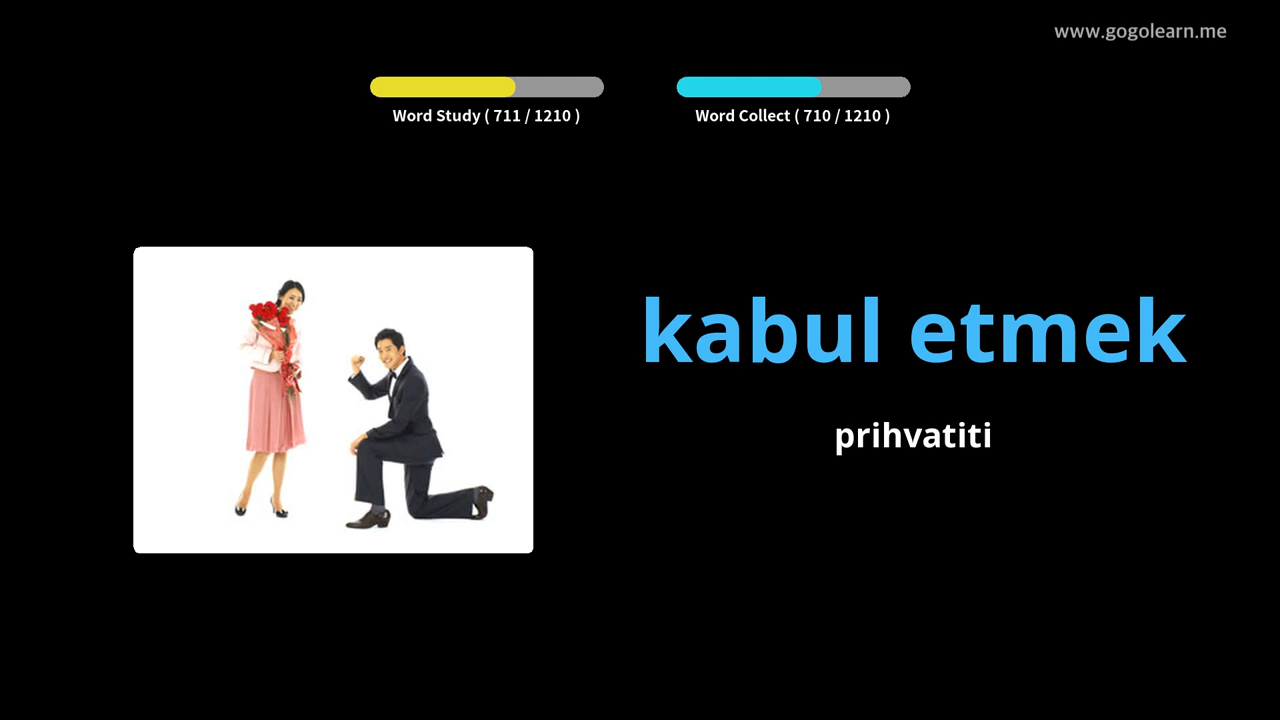 www.gogolearn.me
Word Study ( 711 / 1210 )
Word Collect ( 710 / 1210 )
kabul etmek
prihvatiti